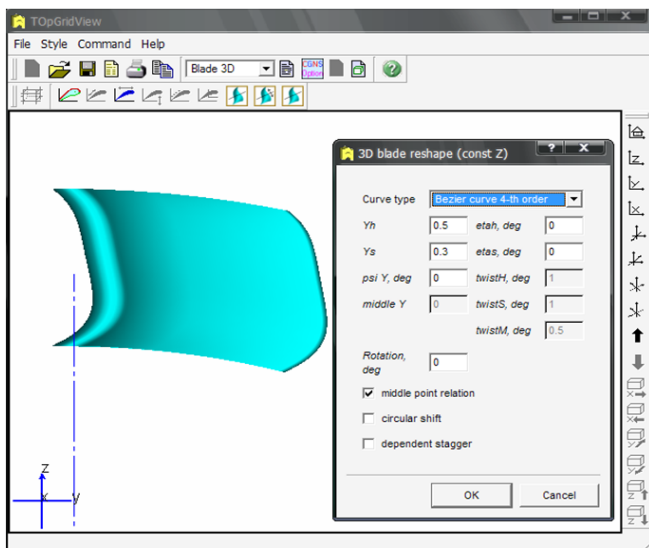 TOpGridView
File Style Command Help
Blade 3D
CGNS
Option
3D blade reshape (const Z)
Curve type Bezier curve 4-th order
Yh 0.5 etah, deg 0
Ys 0.3 etas, deg 0
psi Y, deg 0 twistH, deg 1
middle Y 0 twistS, deg 1
twistM, deg 0.5
Rotation, deg 0
middle point relation
circular shift
dependent stagger
OK Cancel
z
x y